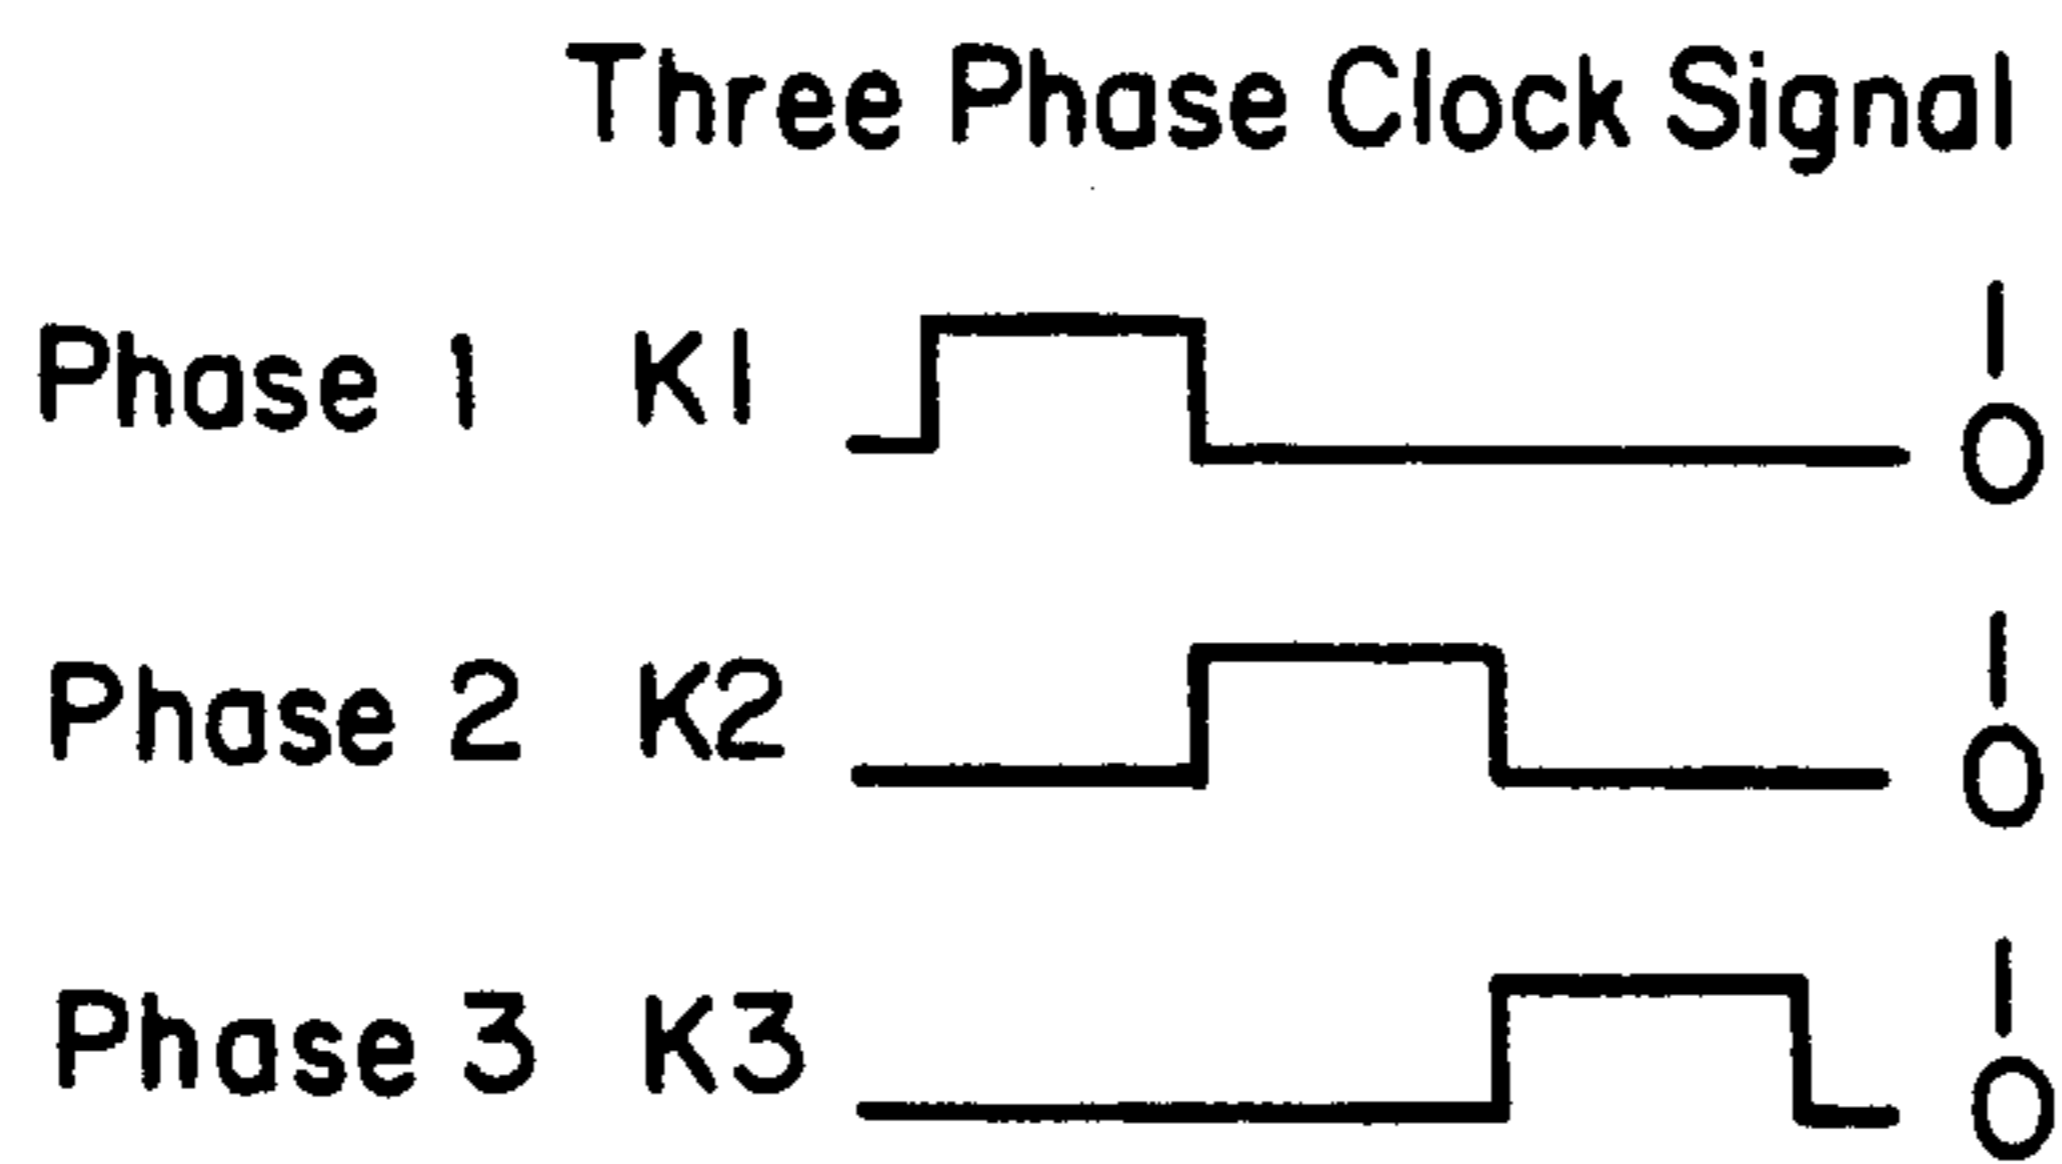 Three Phase Clock Signal
Phase 1 K1 1
0
Phase 2 K2 1
0
Phase 3 K3 1
0